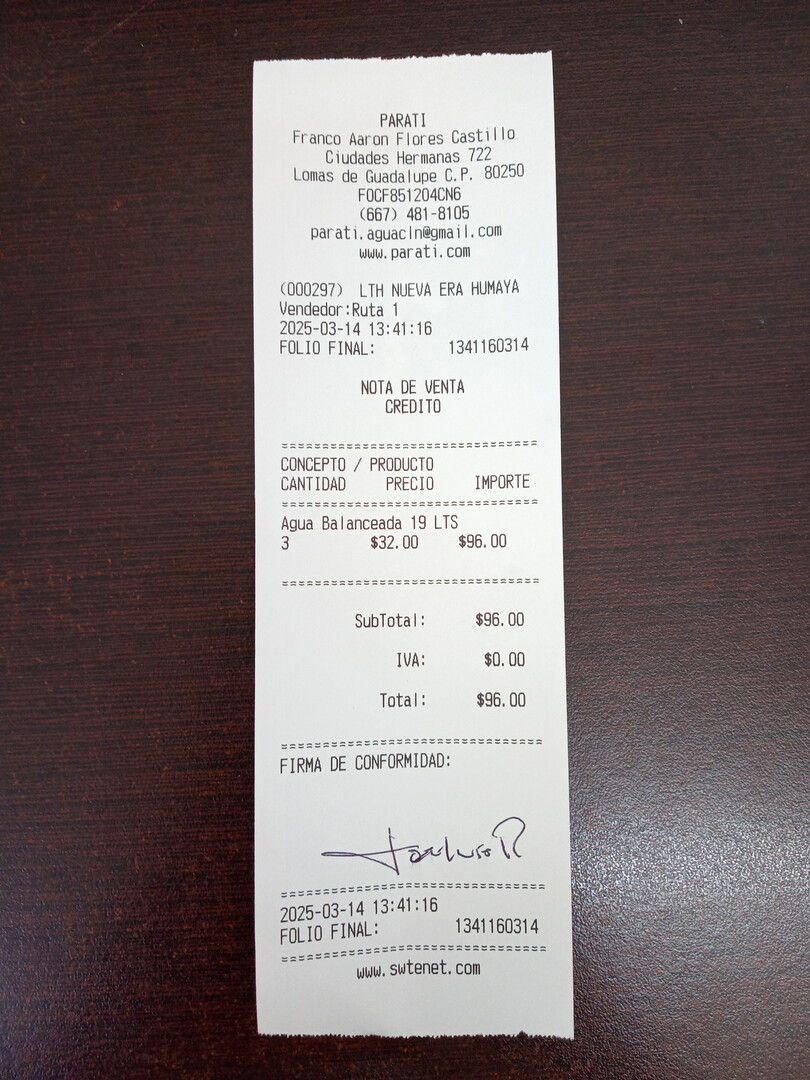 PARATI
Franco Aaron Flores Castillo
Ciudades Hermanas 722
Lomas de Guadalupe C.P. 80250
FOCF851204CN6
(667) 481-8105
parati.aguacln@gmail.com
www.parati.com
(000297) LTH NUEVA ERA HUMAYA
Vendedor:Ruta 1
2025-03-14 13:41:16
FOLIO FINAL: 1341160314
NOTA DE VENTA
CREDITO
==============================
CONCEPTO / PRODUCTO
CANTIDAD PRECIO IMPORTE
==============================
Agua Balanceada 19 LTS
3 $32.00 $96.00
==============================
SubTotal: $96.00
IVA: $0.00
Total: $96.00
==============================
FIRMA DE CONFORMIDAD:
==============================
2025-03-14 13:41:16
FOLIO FINAL: 1341160314
==============================
www.swtenet.com